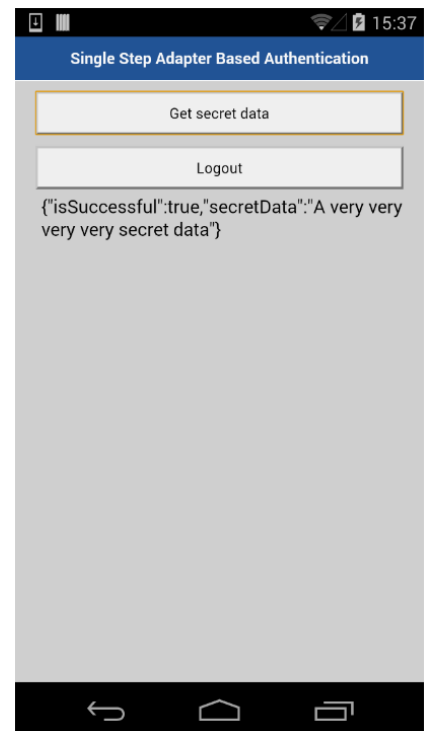 15:37
Single Step Adapter Based Authentication
Get secret data
Logout
{"isSuccessful":true,"secretData":"A very very
very very secret data"}